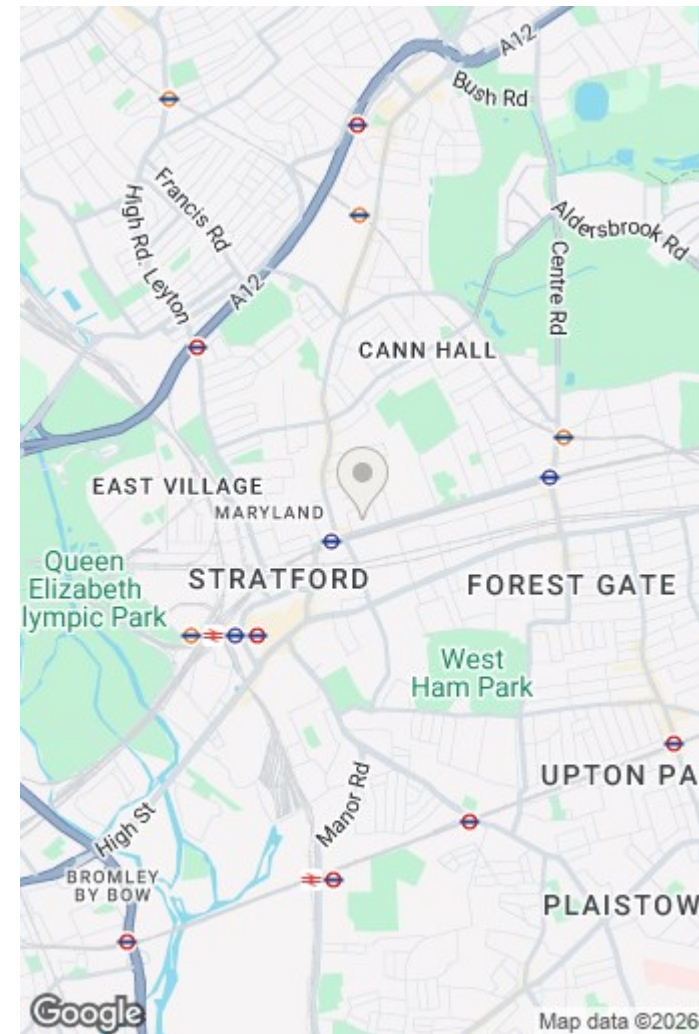 A12
Bush Rd
Francis Rd
High Rd. Leyton
Aldersbrook Rd
A12
Centre Rd
CANN HALL
EAST VILLAGE
MARYLAND
Queen
Elizabeth
lympic Park
STRATFORD
FOREST GATE
West
Ham Park
UPTON PA
Manor Rd
High St
BROMLEY
BY BOW
PLAISTOW
Google
Map data ©2026